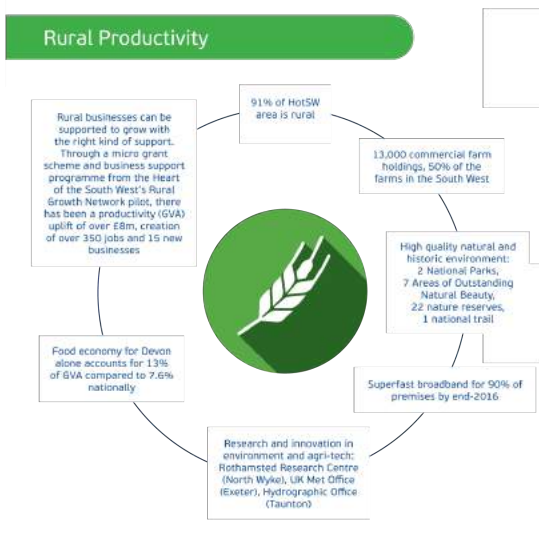 Rural Productivity
91% of HotSW
area is rural
13,000 commercial farm
holdings, 50% of the
farms in the South West
High quality natural and
historic environment:
2 National Parks,
7 Areas of Outstanding
Natural Beauty,
22 nature reserves,
1 national trail
Superfast broadband for 90% of
premises by end-2016
Research and innovation in
environment and agri-tech:
Rothamsted Research Centre
(North Wyke), UK Met Office
(Exeter), Hydrographic Office
(Taunton)
Food economy for Devon
alone accounts for 13%
of GVA compared to 7.6%
nationally
Rural businesses can be
supported to grow with
the right kind of support.
Through a micro grant
scheme and business support
programme from the Heart
of the South West's Rural
Growth Network pilot, there
has been a productivity (GVA)
uplift of over £8m, creation
of over 350 jobs and 15 new
businesses